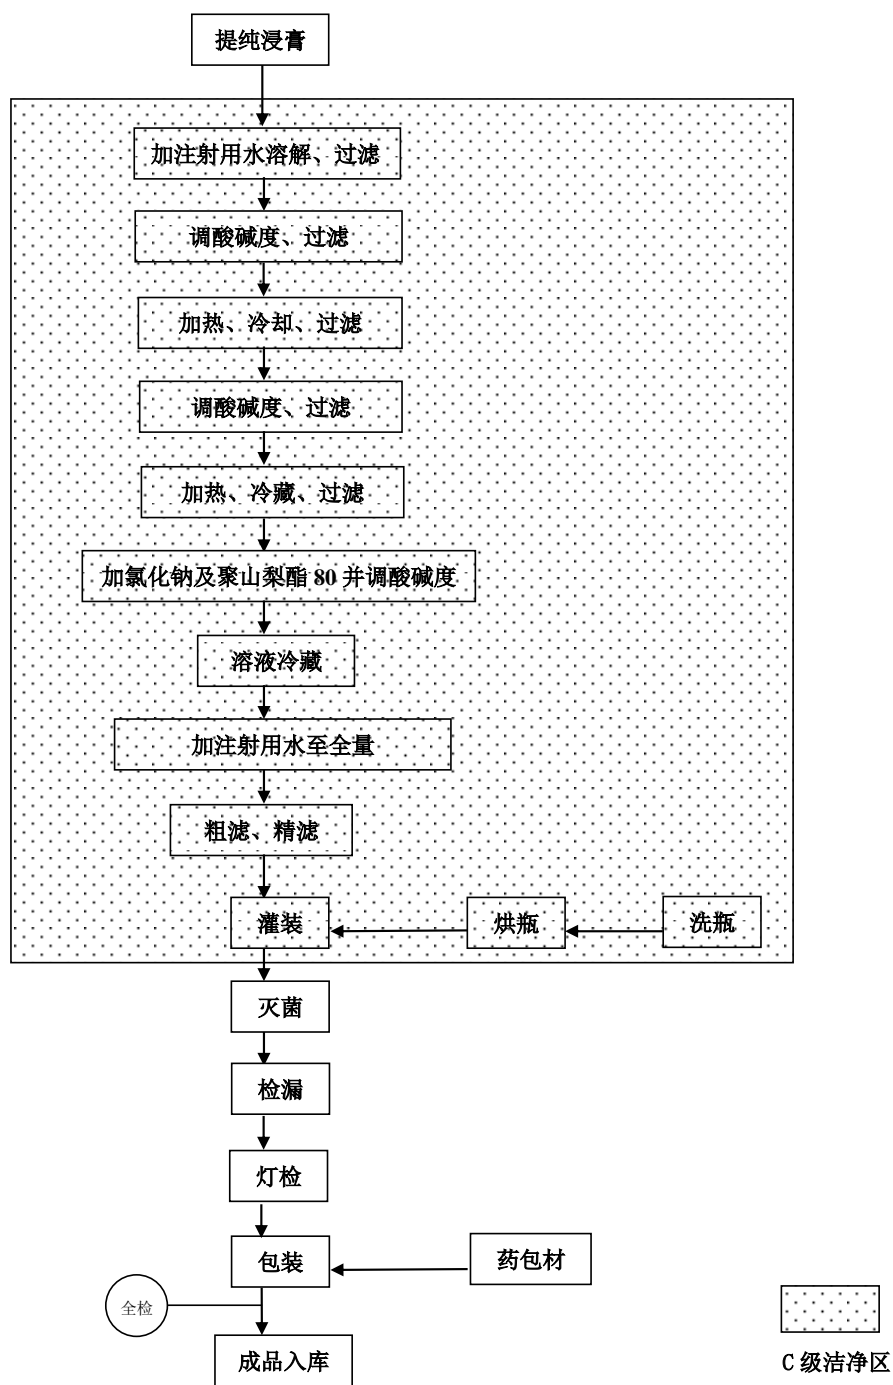 提纯浸膏
加注射用水溶解、过滤
调酸碱度、过滤
加热、冷却、过滤
调酸碱度、过滤
加热、冷藏、过滤
加氯化钠及聚山梨酯 80 并调酸碱度
溶液冷藏
加注射用水至全量
粗滤、精滤
灌装
烘瓶
洗瓶
灭菌
检漏
灯检
包装
药包材
全检
成品入库
C 级洁净区